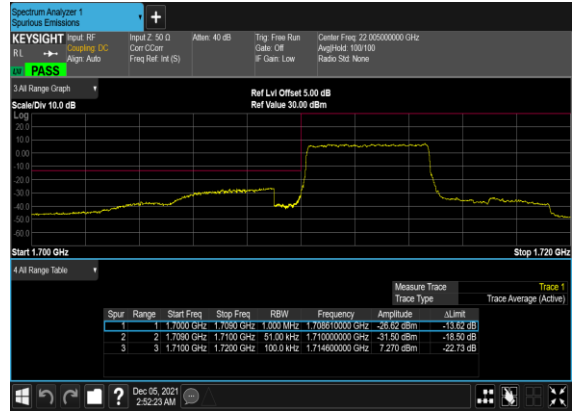 Spectrum Analyzer 1
Spurious Emissions
KEYSIGHT Input: RF Input Z: 50 Ω Atten: 40 dB Trig: Free Run Center Freq: 22.005000000 GHz
RL Coupling: DC Corr CCorr Gate: Off Avg|Hold: 100/100
Align: Auto Freq Ref: Int (S) IF Gain: Low Radio Std: None
PASS
3 All Range Graph
Ref Lvl Offset 5.00 dB
Scale/Div 10.0 dB Ref Value 30.00 dBm
Log
20.0
10.0
0.00
-10.0
-20.0
-30.0
-40.0
-50.0
-60.0
Start 1.700 GHz Stop 1.720 GHz
4 All Range Table
Measure Trace Trace 1
Trace Type Trace Average (Active)
Spur Range Start Freq Stop Freq RBW Frequency Amplitude ΔLimit
1 1 1.7000 GHz 1.7090 GHz 1.000 MHz 1.708610000 GHz -26.62 dBm -13.62 dB
2 2 1.7090 GHz 1.7100 GHz 51.00 kHz 1.710000000 GHz -31.50 dBm -18.50 dB
3 3 1.7100 GHz 1.7200 GHz 100.0 kHz 1.714600000 GHz 7.270 dBm -22.73 dB
? Dec 05, 2021
2:52:23 AM